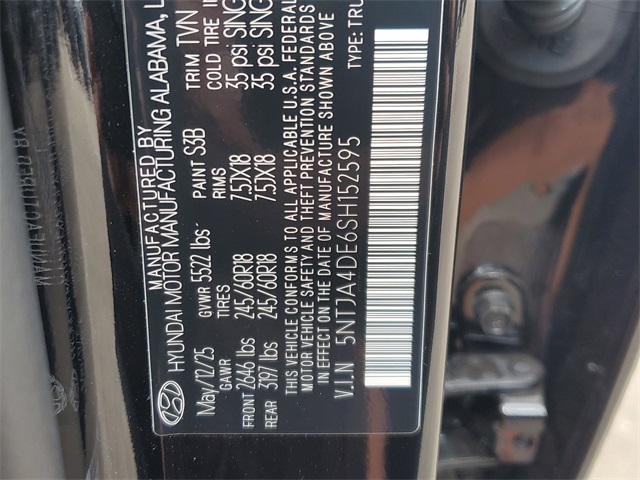 MANUFACTURED BY
HYUNDAI MOTOR MANUFACTURING ALABAMA, L
May/12/25 GVWR 5522 lbs PAINT S3B TRIM TVN
GAWR TIRES RIMS COLD TIRE IN
FRONT 2646 lbs 245/60R18 7.5JX18 35 psi SING
REAR 3197 lbs 245/60R18 7.5JX18 35 psi SING
THIS VEHICLE CONFORMS TO ALL APPLICABLE U.S.A. FEDERAL
MOTOR VEHICLE SAFETY AND THEFT PREVENTION STANDARDS
IN EFFECT ON THE DATE OF MANUFACTURE SHOWN ABOVE
V.I.N 5NTJA4DE6SH152595 TYPE: TRU